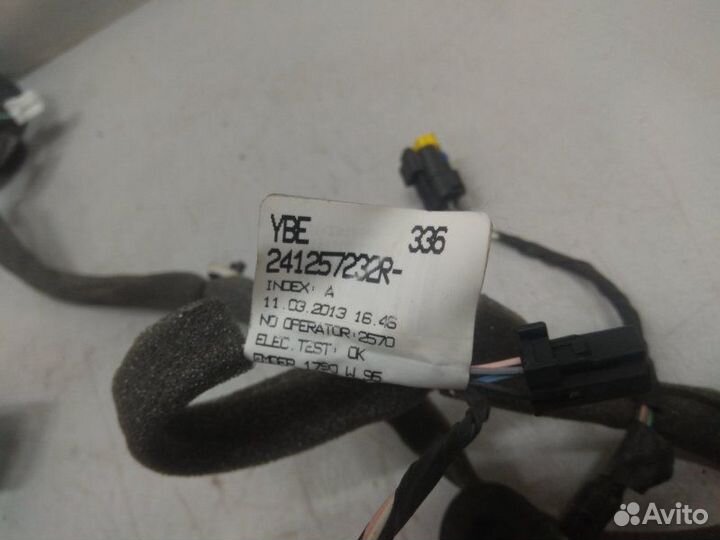 YBE 336
241257232R-
INDEX: A
11.03.2013 16.46
NO OPERATOR:2570
ELEC.TEST: OK
Avito